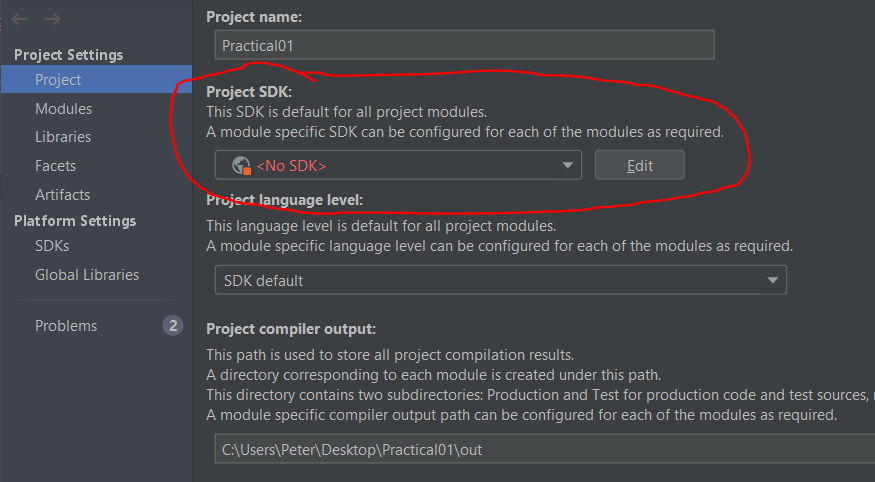 Project name:
Practical01
Project Settings
Project
Modules
Libraries
Facets
Artifacts
Platform Settings
SDKs
Global Libraries
Problems 2
Project SDK:
This SDK is default for all project modules.
A module specific SDK can be configured for each of the modules as required.
<No SDK>
Edit
Project language level:
This language level is default for all project modules.
A module specific language level can be configured for each of the modules as required.
SDK default
Project compiler output:
This path is used to store all project compilation results.
A directory corresponding to each module is created under this path.
This directory contains two subdirectories: Production and Test for production code and test sources,
A module specific compiler output path can be configured for each of the modules as required.
C:\Users\Peter\Desktop\Practical01\out